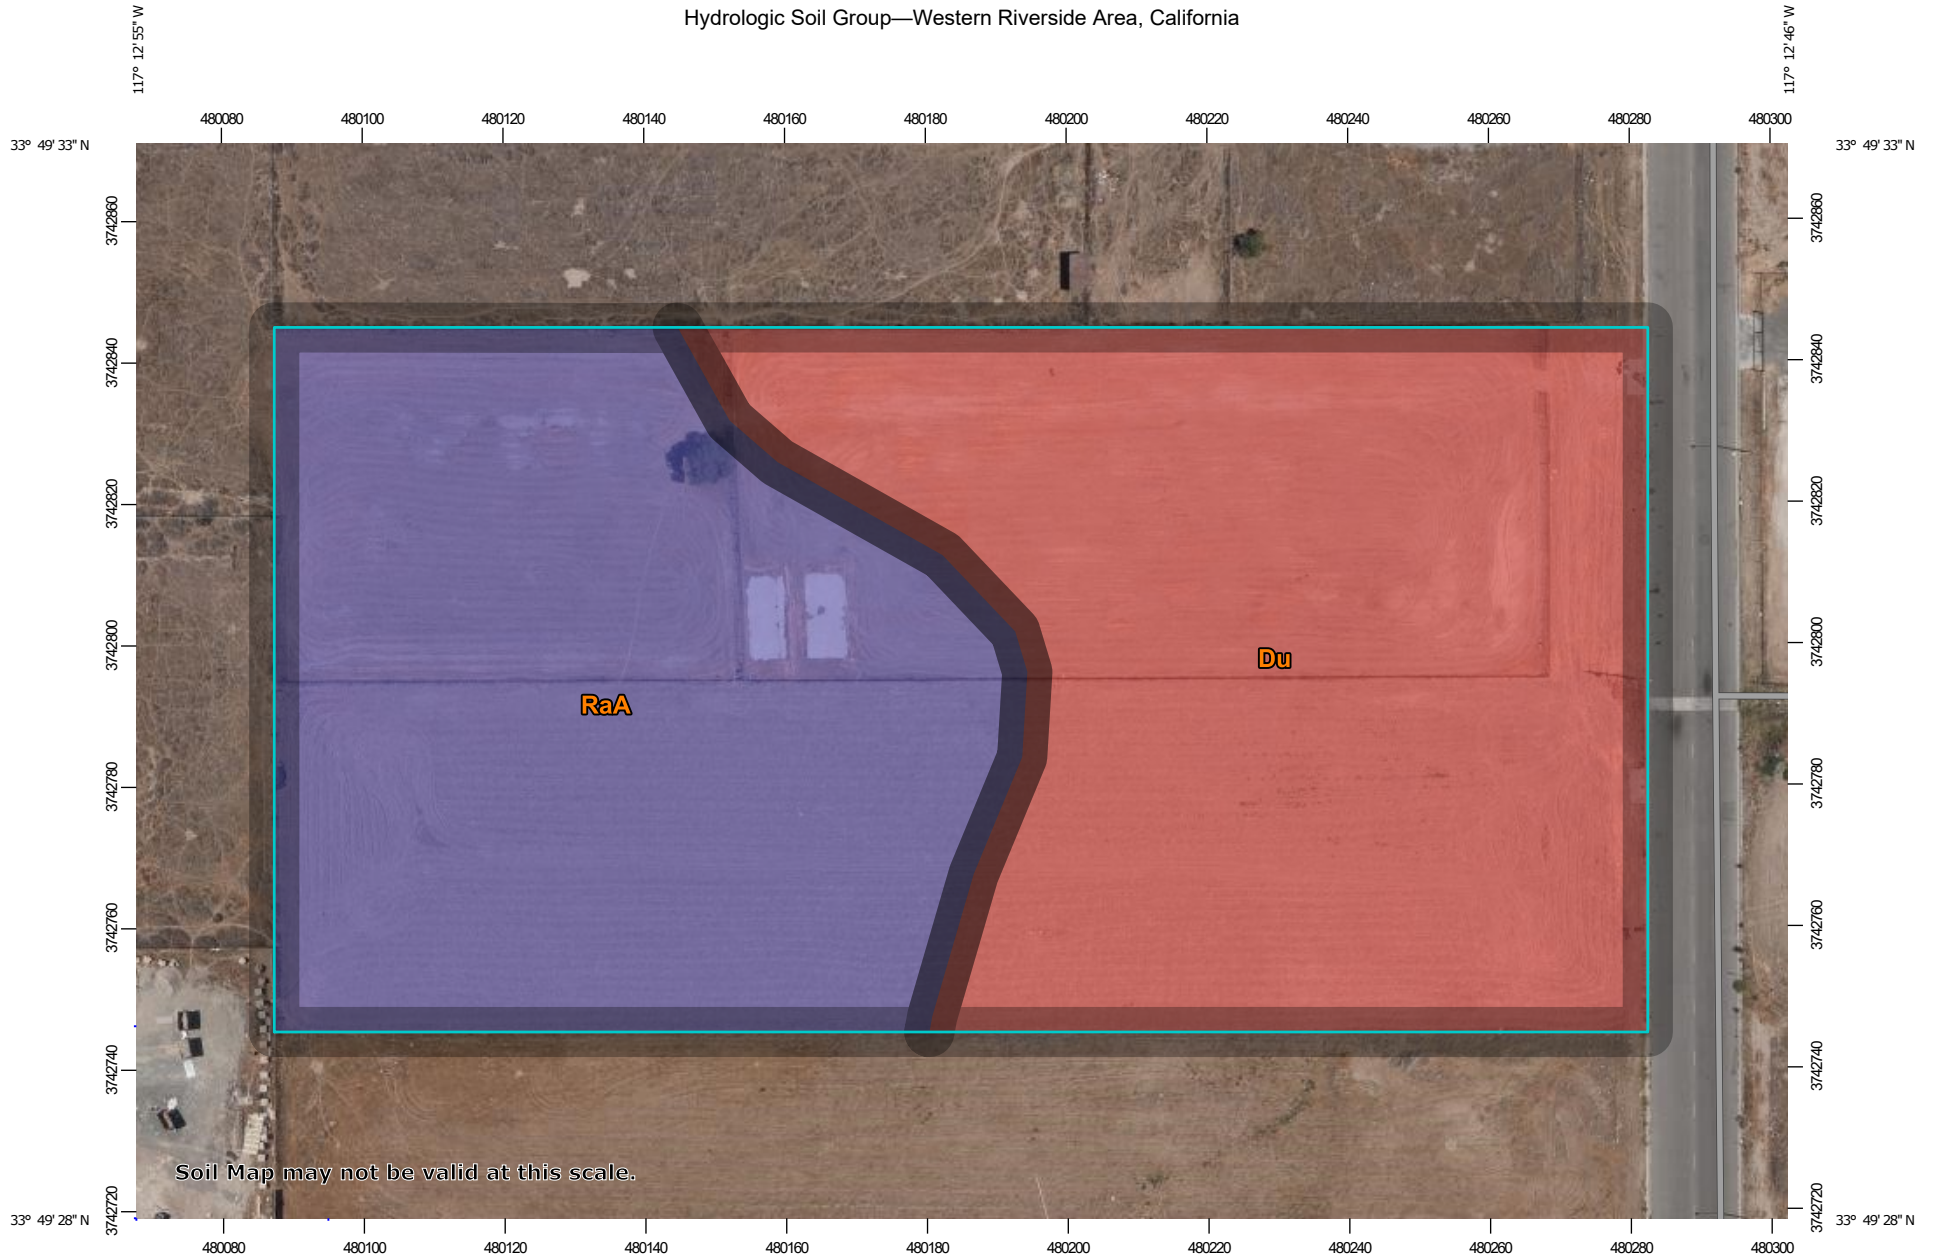 Hydrologic Soil Group—Western Riverside Area, California
117° 12' 55" W
117° 12' 46" W
480080 480100 480120 480140 480160 480180 480200 480220 480240 480260 480280 480300
33° 49' 33" N
33° 49' 33" N
3742860
3742860
3742840
3742840
3742820
3742820
3742800
3742800
Du
RaA
3742780
3742780
3742760
3742760
3742740
3742740
Soil Map may not be valid at this scale.
3742720
3742720
33° 49' 28" N
33° 49' 28" N
480080 480100 480120 480140 480160 480180 480200 480220 480240 480260 480280 480300